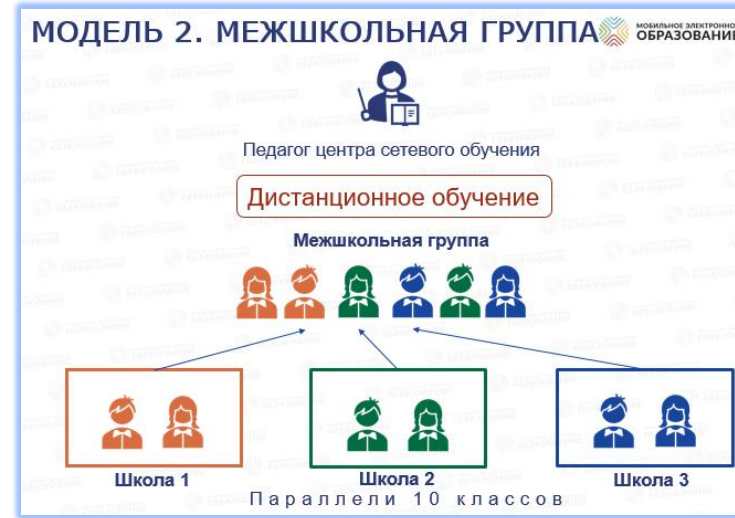 МОДЕЛЬ 2. МЕЖШКОЛЬНАЯ ГРУППА
МОБИЛЬНОЕ ЭЛЕКТРОННО
ОБРАЗОВАНИЕ
Педагог центра сетевого обучения
Дистанционное обучение
Межшкольная группа
Школа 1
Школа 2
Школа 3
Параллели 10 классов